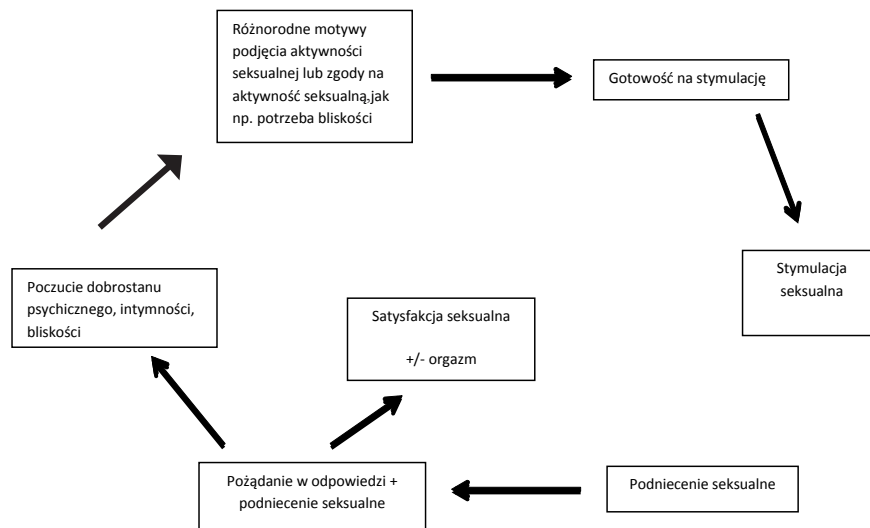 Różnorodne motywy
podjęcia aktywności
seksualnej lub zgody na
aktywność seksualną,jak
np. potrzeba bliskości
Gotowość na stymulację
Stymulacja
seksualna
Poczucie dobrostanu
psychicznego, intymności,
bliskości
Satysfakcja seksualna
+/- orgazm
Pożądanie w odpowiedzi +
podniecenie seksualne
Podniecenie seksualne